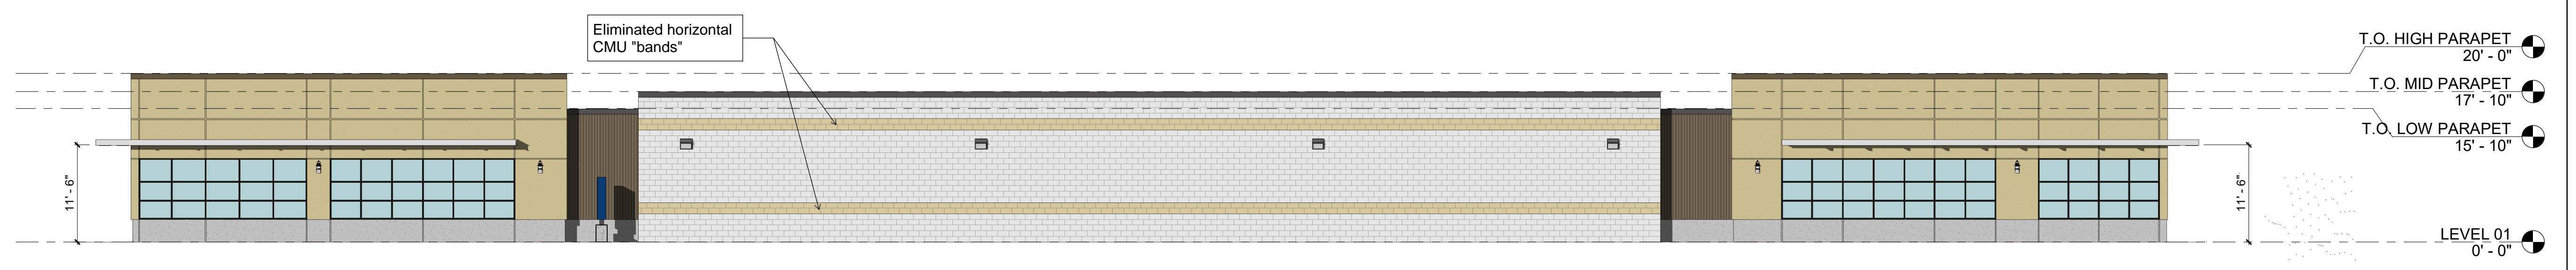 Eliminated horizontal
CMU "bands"
T.O. HIGH PARAPET
20' - 0"
T.O. MID PARAPET
17' - 10"
T.O. LOW PARAPET
15' - 10"
11' - 6"
11' - 6"
LEVEL 01
0' - 0"